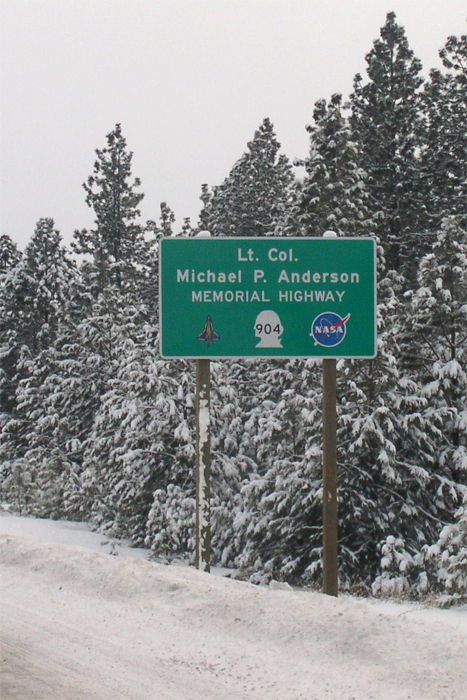 Lt. Col.
Michael P. Anderson
MEMORIAL HIGHWAY
904 NASA